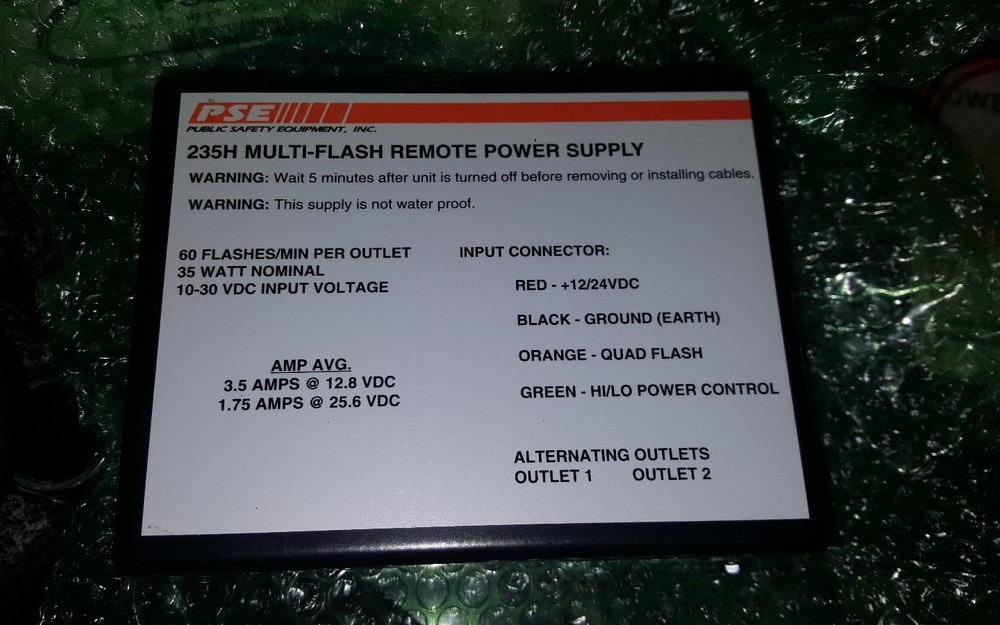 PSE
PUBLIC SAFETY EQUIPMENT, INC.
235H MULTI-FLASH REMOTE POWER SUPPLY
WARNING: Wait 5 minutes after unit is turned off before removing or installing cables.
WARNING: This supply is not water proof.
60 FLASHES/MIN PER OUTLET
35 WATT NOMINAL
10-30 VDC INPUT VOLTAGE
AMP AVG.
3.5 AMPS @ 12.8 VDC
1.75 AMPS @ 25.6 VDC
INPUT CONNECTOR:
RED - +12/24VDC
BLACK - GROUND (EARTH)
ORANGE - QUAD FLASH
GREEN - HI/LO POWER CONTROL
ALTERNATING OUTLETS
OUTLET 1 OUTLET 2